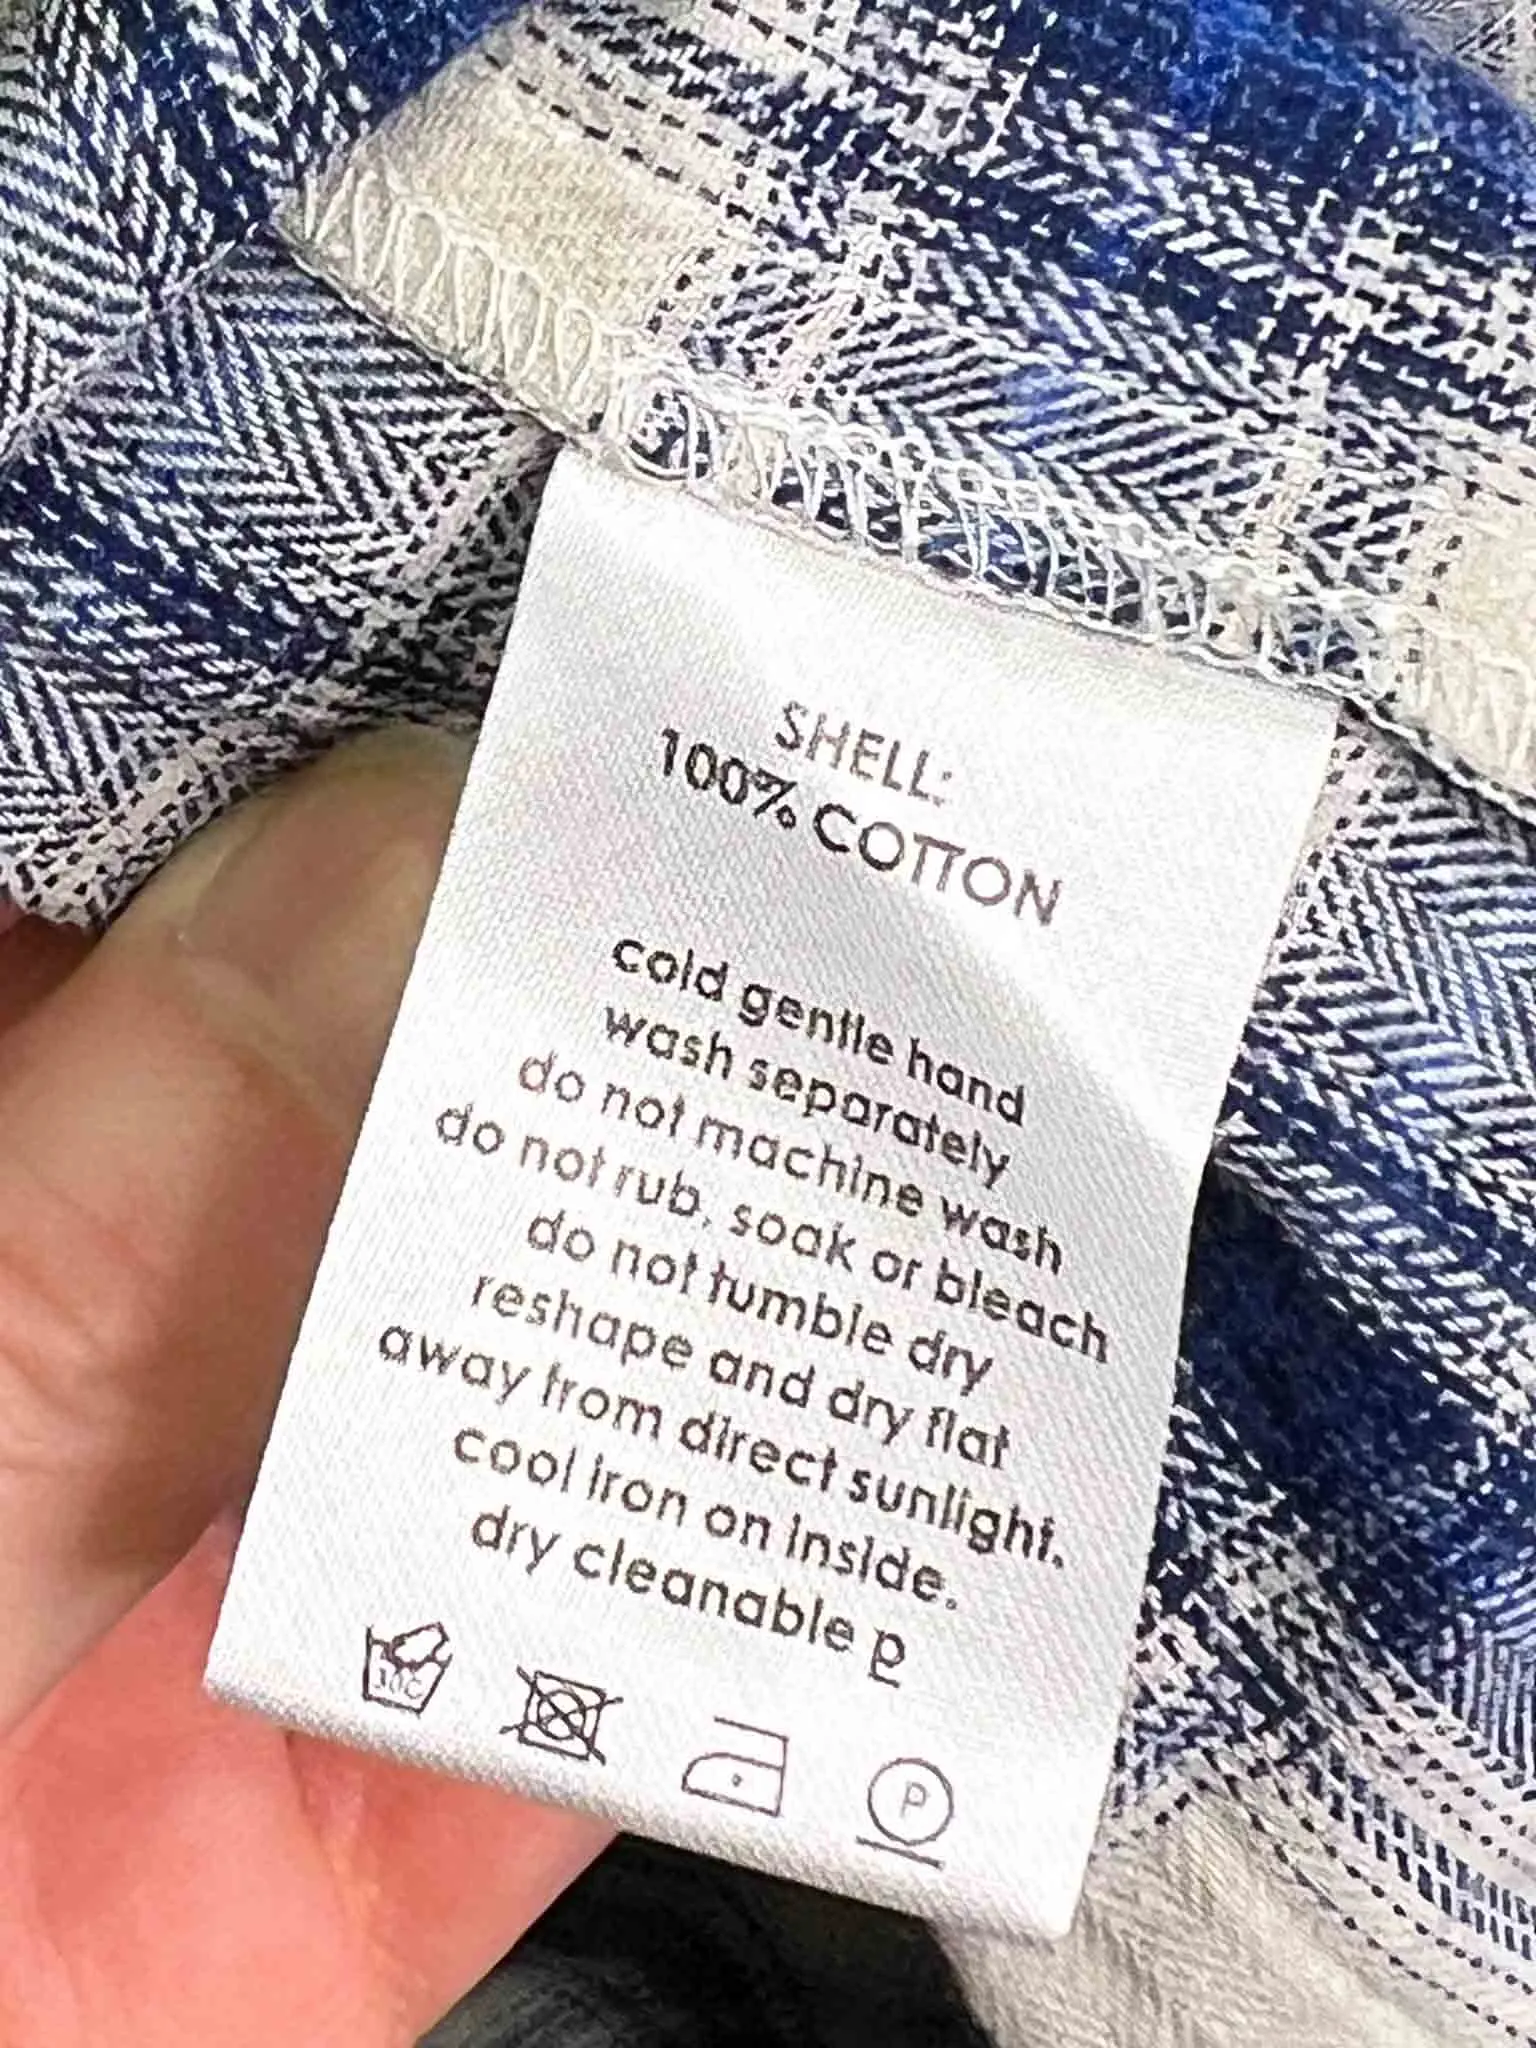 SHELL:
100% COTTON
cold gentle hand
wash separately
do not machine wash
do not rub, soak or bleach
do not tumble dry
reshape and dry flat
away from direct sunlight.
cool iron on inside.
dry cleanable p
30C
P